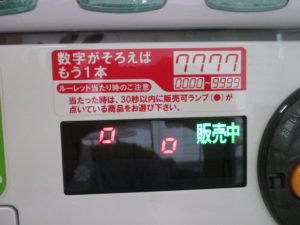 数字がそろえば
もう1本
7777
0000~9999
ルーレット当たり時のご注意
当たった時は、30秒以内に販売可ランプ(●)が
点いている商品をお選び下さい。
販売中